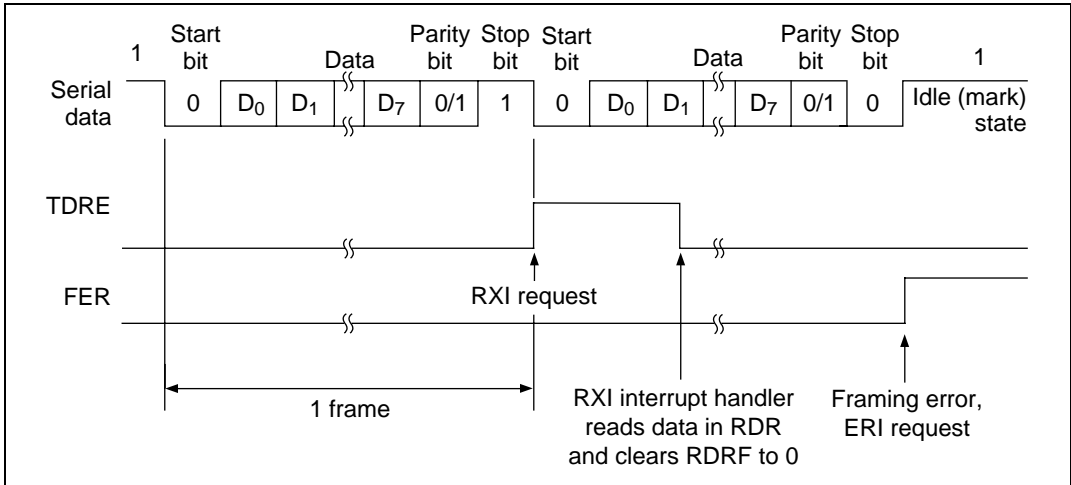 Start bit Parity bit Stop bit Start bit Parity bit Stop bit
1 Data Data 1
Serial data 0 D0 D1 D7 0/1 1 0 D0 D1 D7 0/1 0 Idle (mark) state
TDRE
RXI request
FER
1 frame
RXI interrupt handler
reads data in RDR
and clears RDRF to 0
Framing error,
ERI request